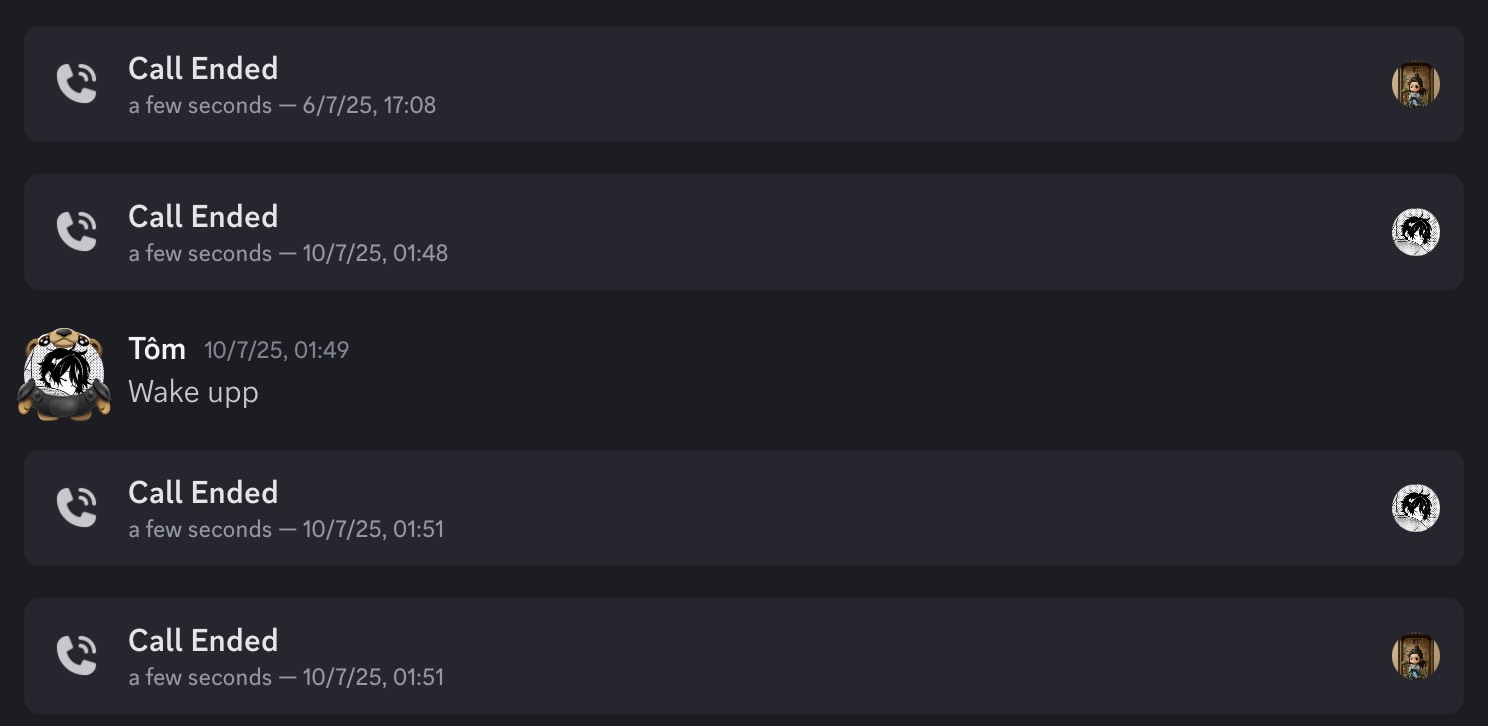 Call Ended
a few seconds — 6/7/25, 17:08
Call Ended
a few seconds — 10/7/25, 01:48
Tôm 10/7/25, 01:49
Wake upp
Call Ended
a few seconds — 10/7/25, 01:51
Call Ended
a few seconds — 10/7/25, 01:51